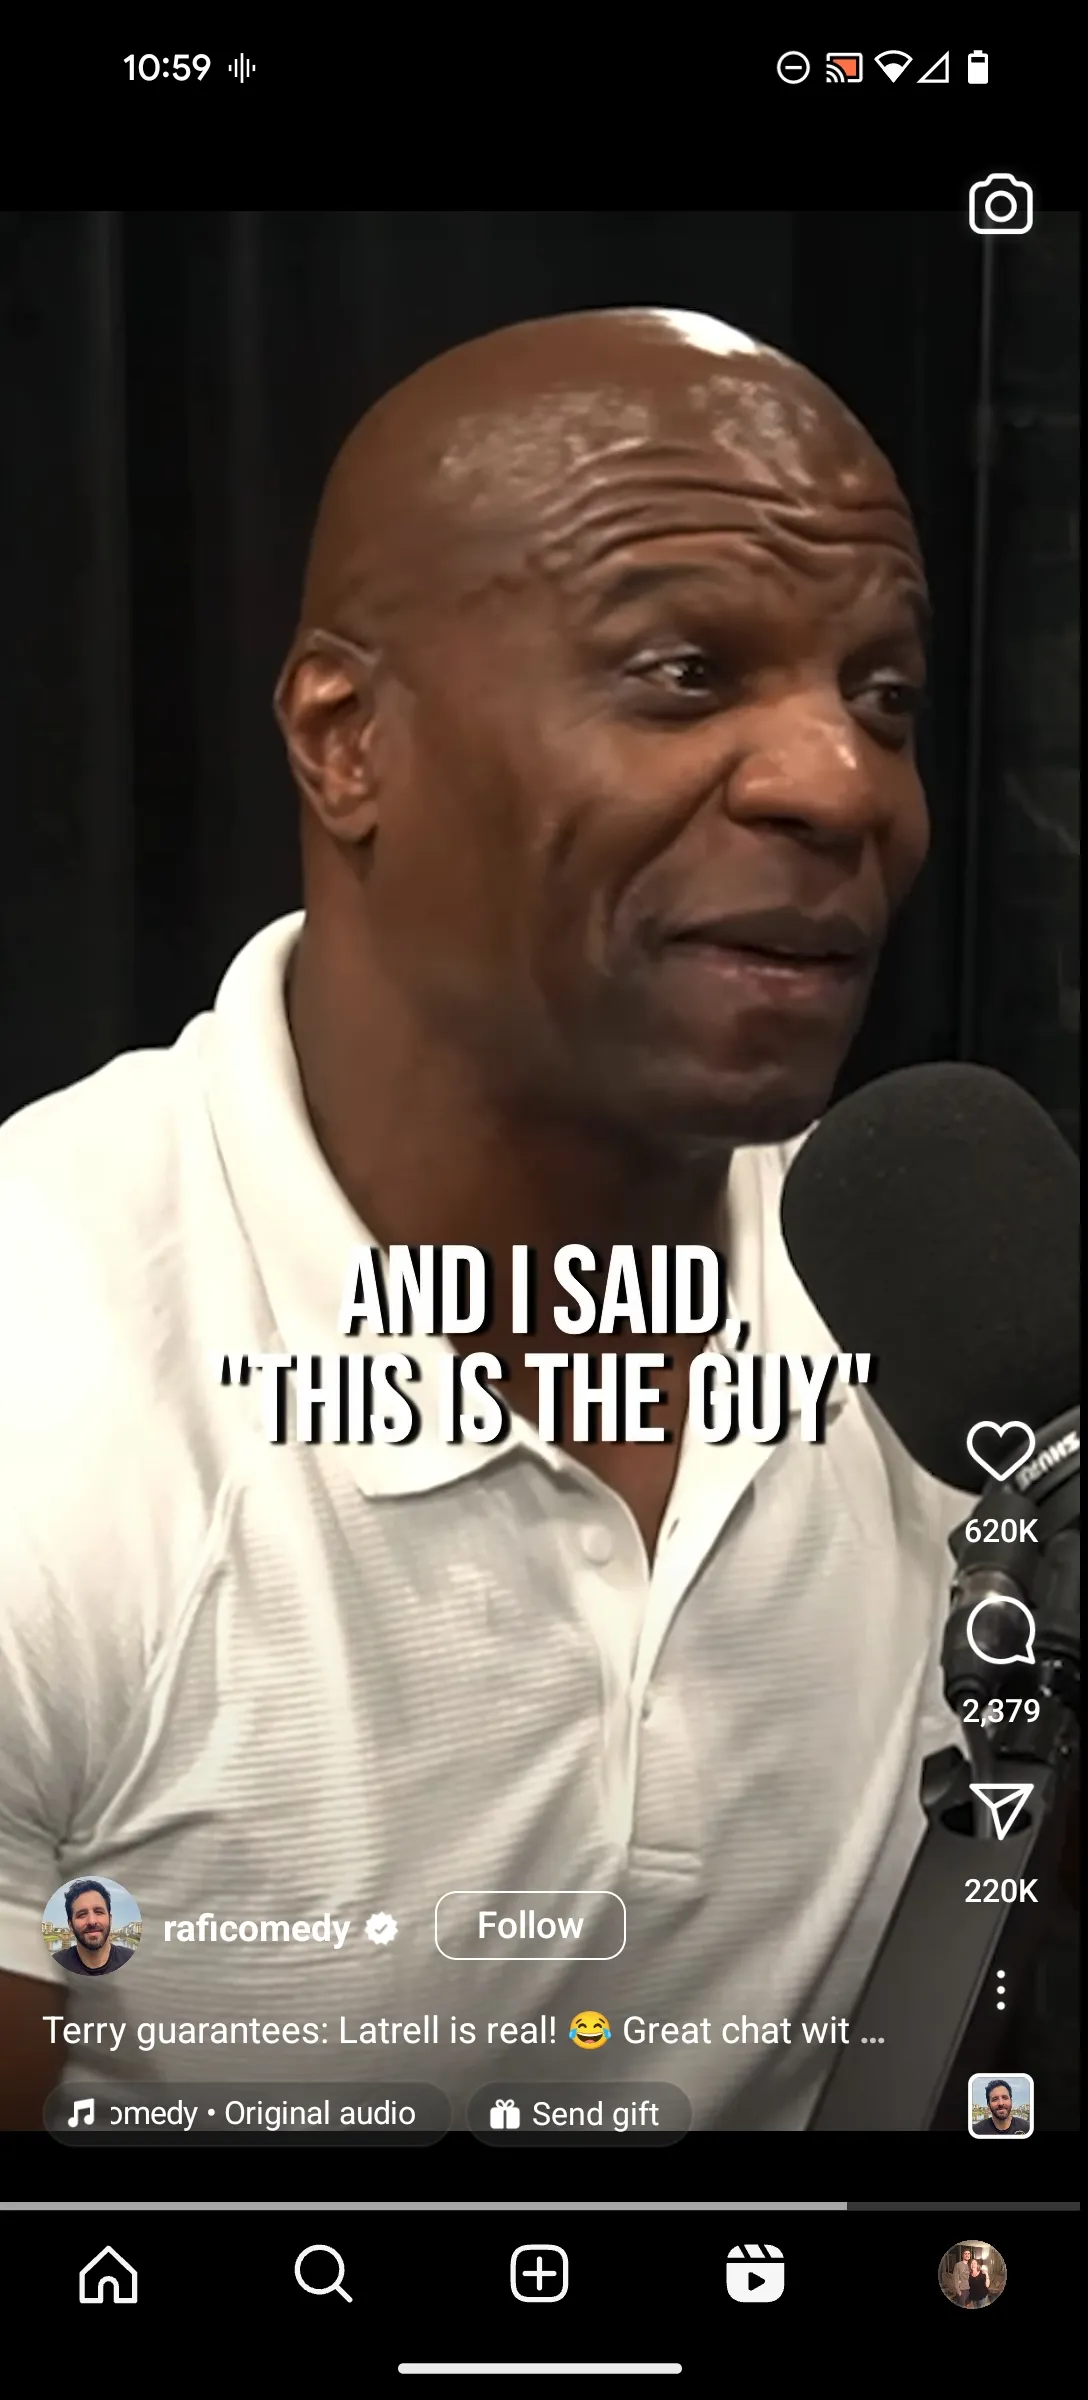 10:59
AND I SAID,
"THIS IS THE GUY"
620K
2,379
220K
raficomedy
Follow
Terry guarantees: Latrell is real! 😂 Great chat wit ...
omedy • Original audio
Send gift